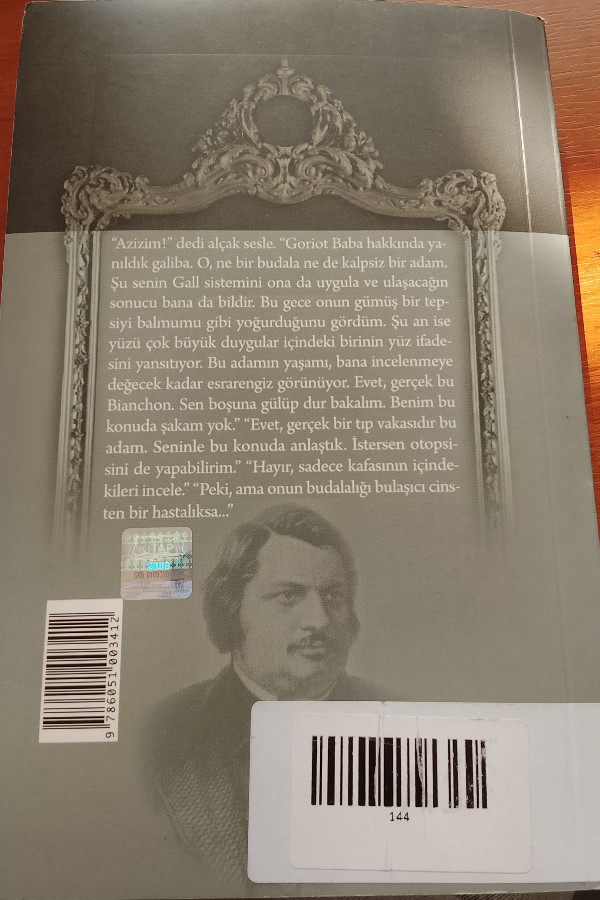 “Azizim!” dedi alçak sesle. “Goriot Baba hakkında ya-
nıldık galiba. O, ne bir budala ne de kalpsiz bir adam.
Şu senin Gall sistemini ona da uygula ve ulaşacağın
sonucu bana da bildir. Bu gece onun gümüş bir tep-
siyi balmumu gibi yoğurduğunu gördüm. Şu an ise
yüzü çok büyük duygular içindeki birinin yüz ifade-
sini yansıtıyor. Bu adamın yaşamı, bana incelenmeye
değecek kadar esrarengiz görünüyor. Evet, gerçek bu
Bianchon. Sen boşuna gülüp dur bakalım. Benim bu
konuda şakam yok.” “Evet, gerçek bir tıp vakasıdır bu
adam. Seninle bu konuda anlaştık. İstersen otopsi-
sini de yapabilirim.” “Hayır, sadece kafasının içinde-
kileri incele.” “Peki, ama onun budalalığı bulaşıcı cins-
ten bir hastalıksa...”
9 786051 003412
144